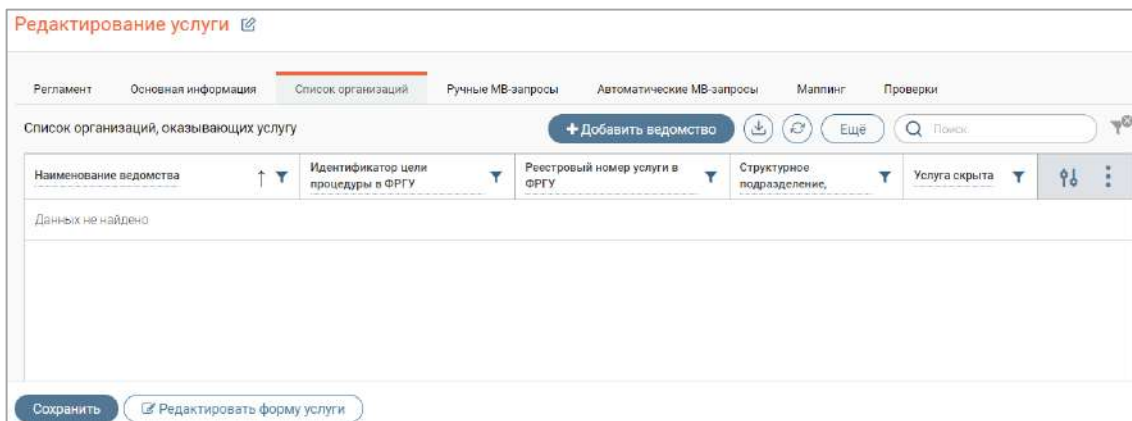 Редактирование услуги
Регламент Основная информация Список организаций Ручные МВ-запросы Автоматические МВ-запросы Маппинг Проверки
Список организаций, оказывающих услугу + Добавить ведомство Ещё Поиск
Наименование ведомства Идентификатор цели процедуры в ФРГУ Реестровый номер услуги в ФРГУ Структурное подразделение, Услуга скрыта
Данных не найдено
Сохранить Редактировать форму услуги